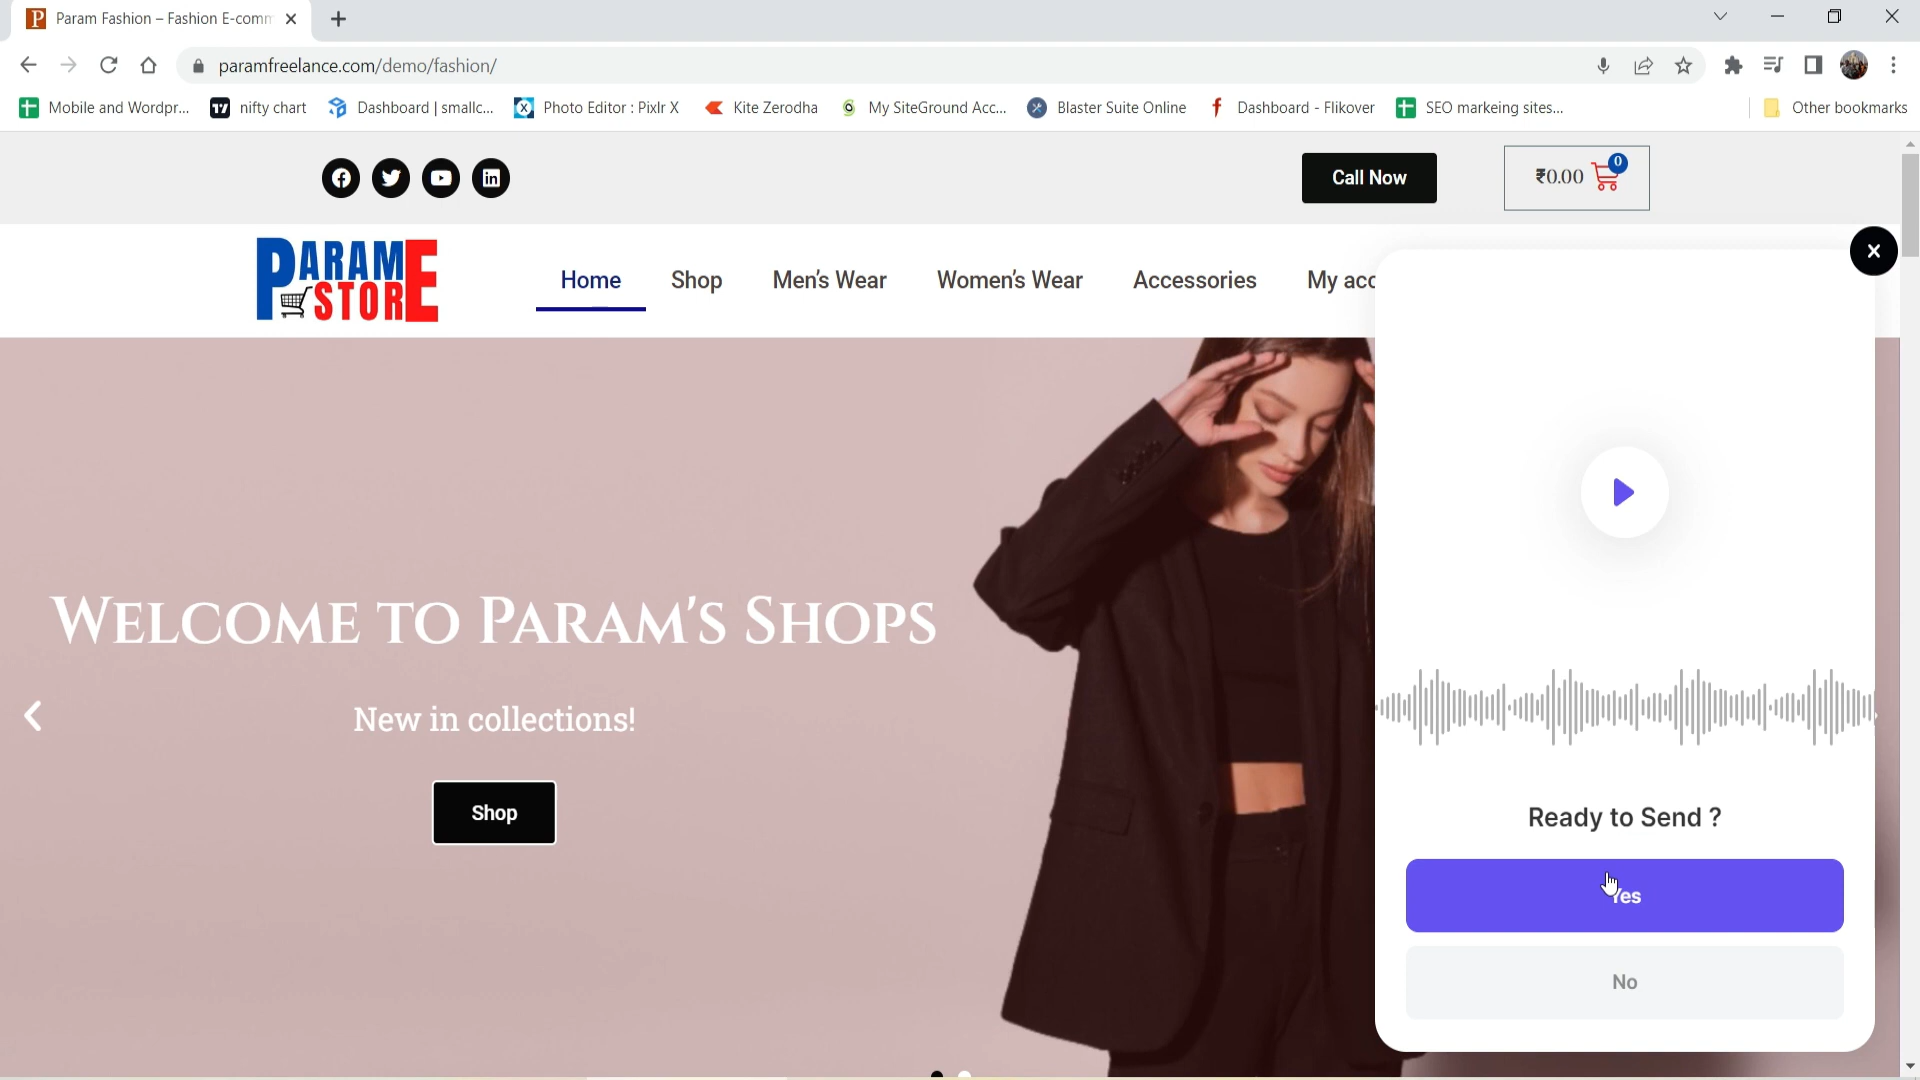 Param Fashion – Fashion E-comm
paramfreelance.com/demo/fashion/
Mobile and Wordpr... nifty chart Dashboard | smallc... Photo Editor : Pixlr X Kite Zerodha My SiteGround Acc... Blaster Suite Online Dashboard - Flikover SEO markeing sites... Other bookmarks
Call Now ₹0.00 0
PARAM STORE
Home Shop Men's Wear Women's Wear Accessories My acc
Welcome to Param's Shops
New in collections!
Shop
Ready to Send ?
Yes
No